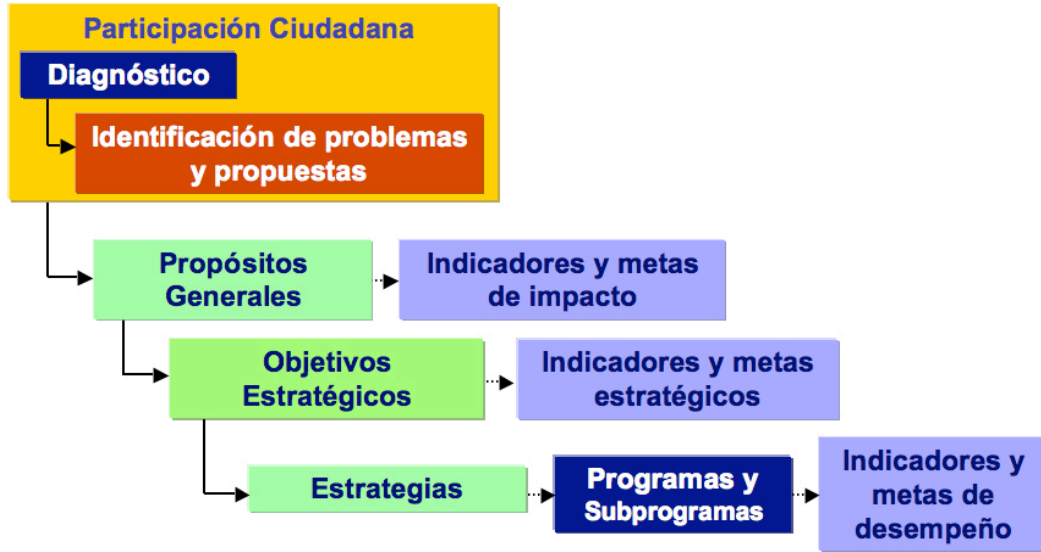 Participación Ciudadana
Diagnóstico
Identificación de problemas
y propuestas
Propósitos
Generales
Indicadores y metas
de impacto
Objetivos
Estratégicos
Indicadores y metas
estratégicos
Estrategias
Programas y
Subprogramas
Indicadores y
metas de
desempeño